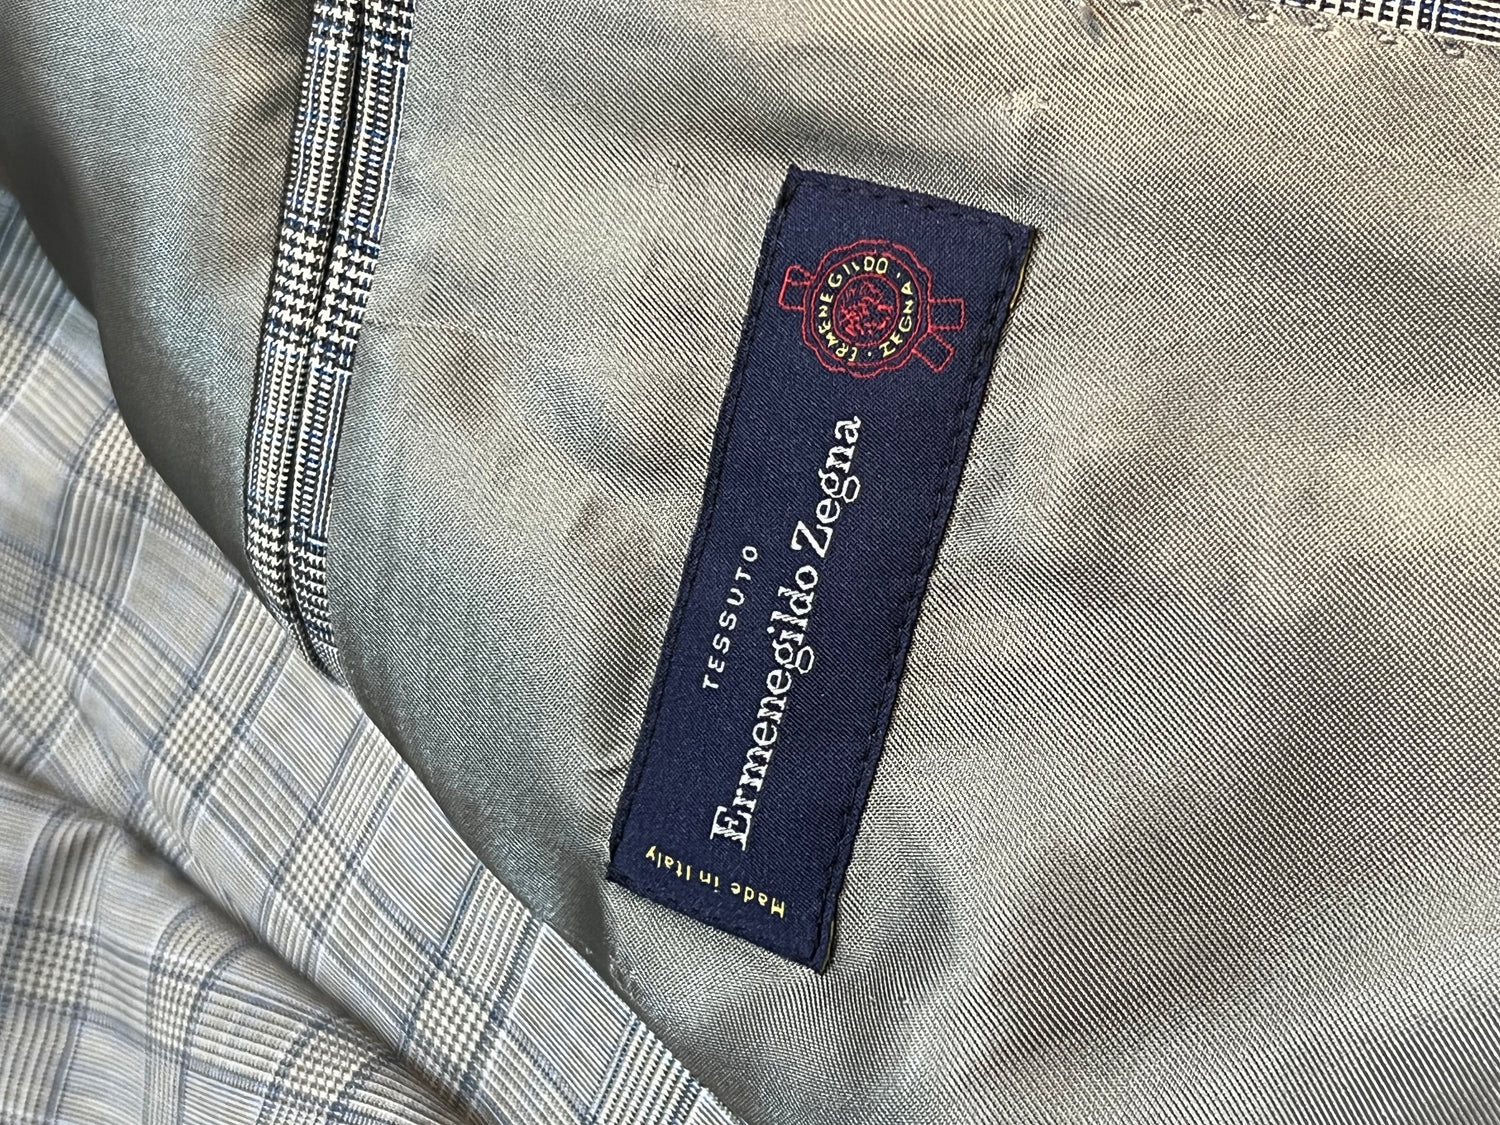 TESSUTO
Ermenegildo Zegna
Made in Italy
ERMENEGILDO · ZEGNA ·